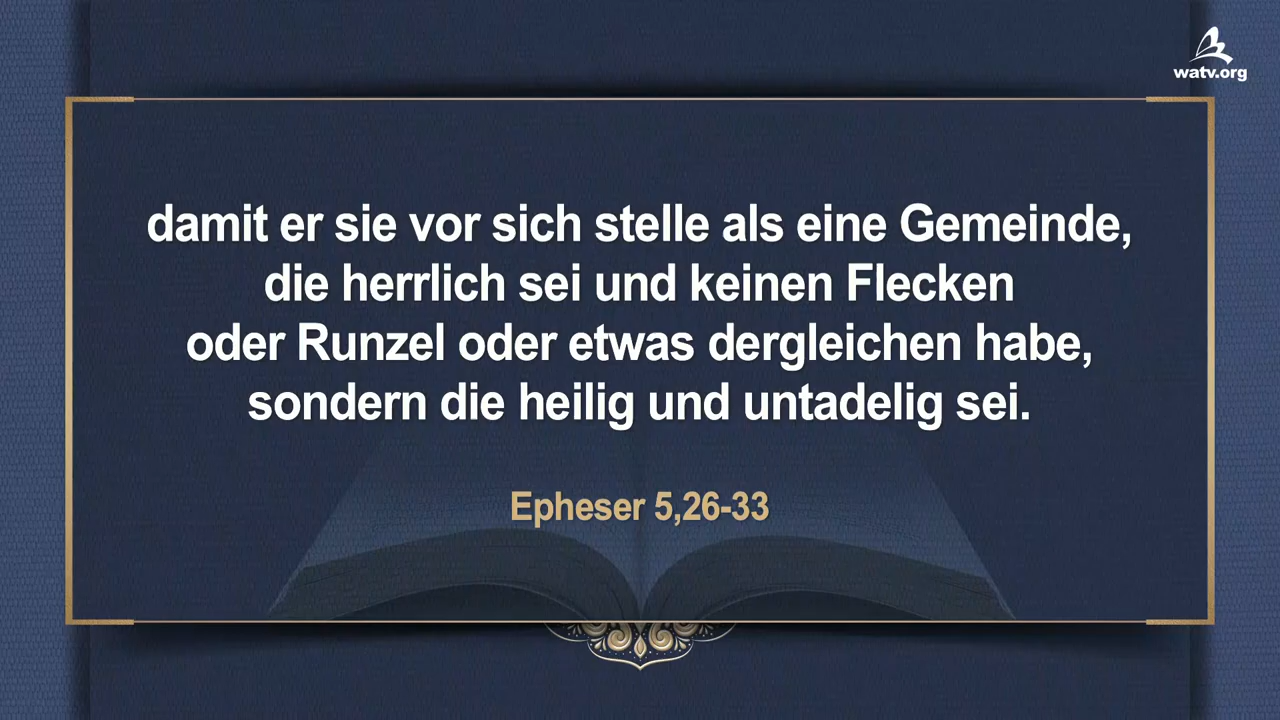 watv.org
damit er sie vor sich stelle als eine Gemeinde,
die herrlich sei und keinen Flecken
oder Runzel oder etwas dergleichen habe,
sondern die heilig und untadelig sei.
Epheser 5,26-33